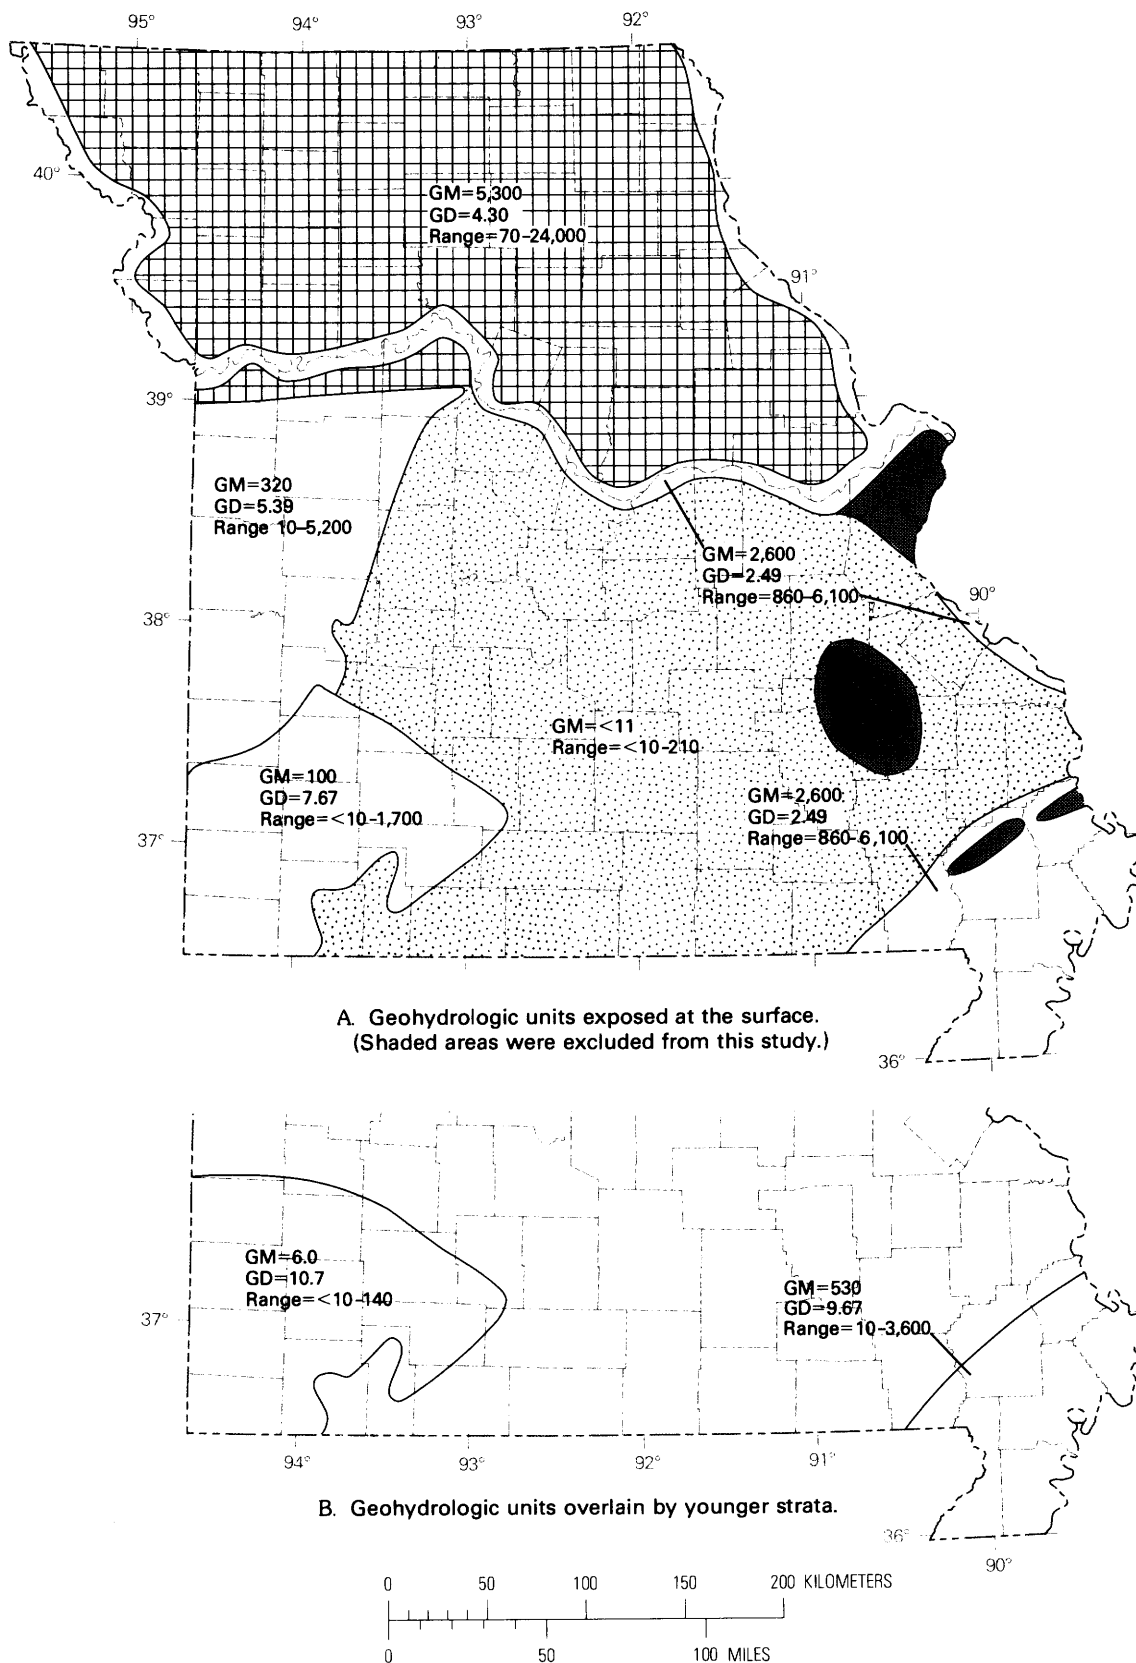 95° 94° 93° 92°
40°
GM=5,300
GD=4.30
Range=70-24,000
91°
39°
GM=320
GD=5.39
Range 10-5,200
GM=2,600
GD=2.49
Range=860-6,100
90°
38°
GM=<11
Range=<10-210
GM=100
GD=7.67
Range=<10-1,700
GM=2,600
GD=2.49
Range=860-6,100
37°
A. Geohydrologic units exposed at the surface.
(Shaded areas were excluded from this study.)
36°
GM=6.0
GD=10.7
Range=<10-140
GM=530
GD=9.67
Range=10-3,600
37°
94° 93° 92° 91°
B. Geohydrologic units overlain by younger strata.
36°
90°
0 50 100 150 200 KILOMETERS
0 50 100 MILES